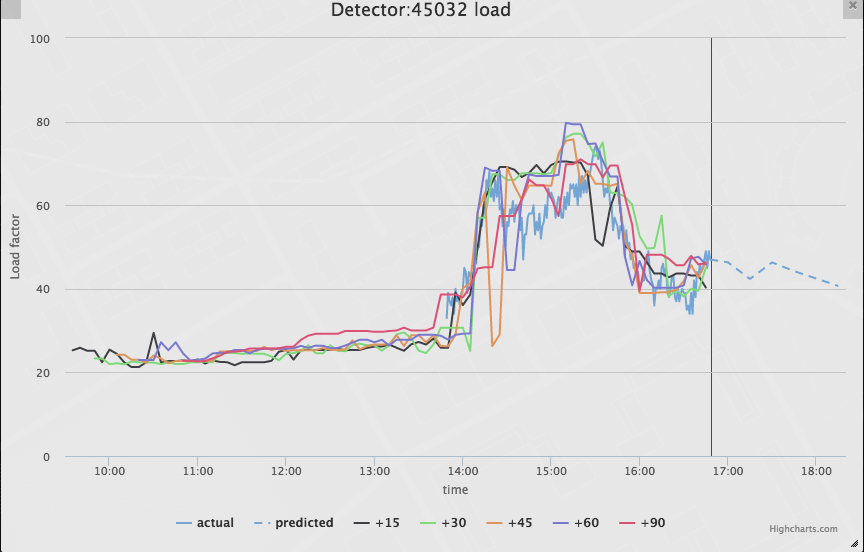 Detector:45032 load
100
80
60
40
20
0
Load factor
10:00 11:00 12:00 13:00 14:00 15:00 16:00 17:00 18:00
time
actual predicted +15 +30 +45 +60 +90
Highcharts.com